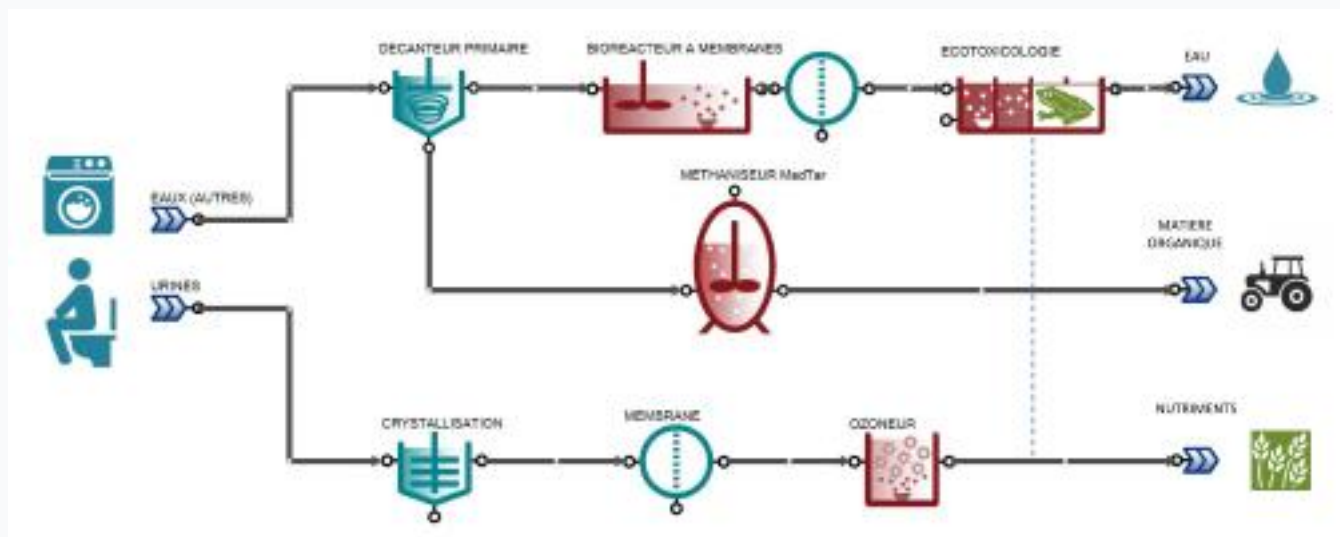 DECANTEUR PRIMAIRE
BIOREACTEUR A MEMBRANES
ECOTOXICOLOGIE
EAU
METHANISEUR MadTar
EAUX (AUTRES)
MATIERE
ORGANIQUE
URINES
CRYSTALLISATION
MEMBRANE
OZONEUR
NUTRIMENTS